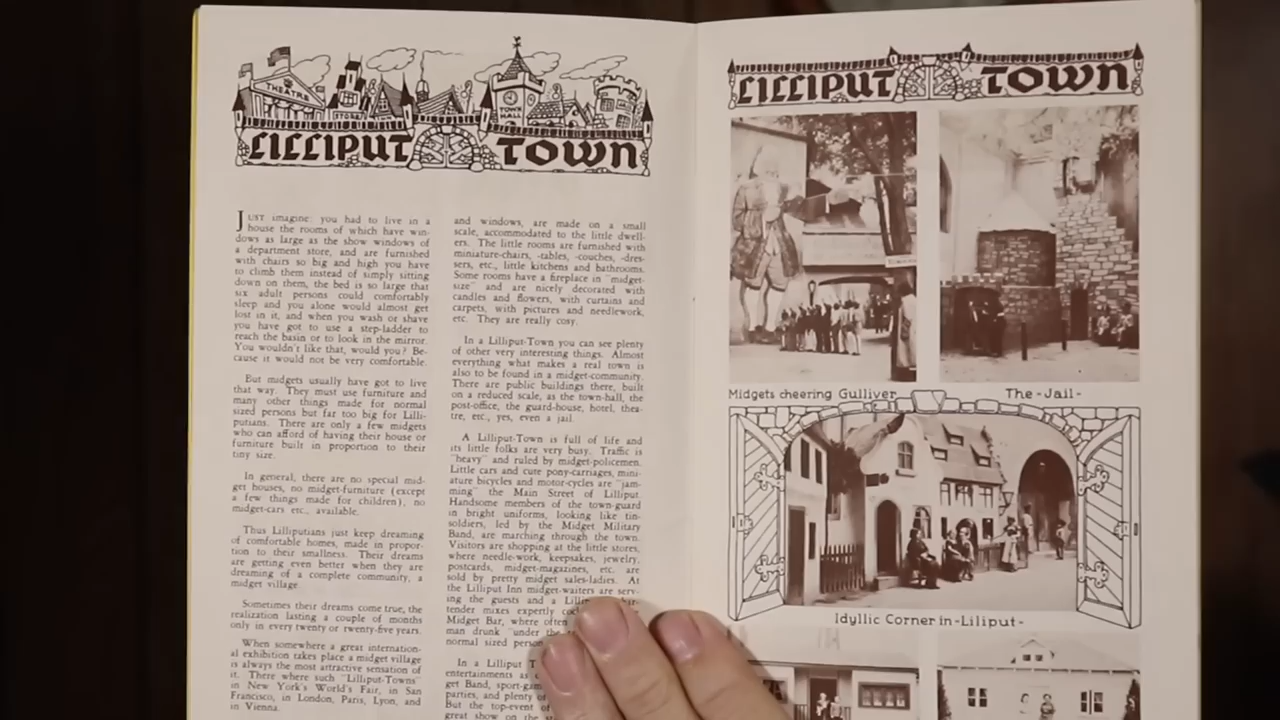 THEATRE
STORE
TOWN
HALL
LILLIPUT TOWN
JUST imagine: you had to live in a
house the rooms of which have win-
dows as large as the show windows of
a department store, and are furnished
with chairs so big and high you have
to climb them instead of simply sitting
down on them, the bed is so large that
six adult persons could comfortably
sleep and you alone would almost get
lost in it, and when you wash or shave
you have got to use a step-ladder to
reach the basin or to look in the mirror.
You wouldn't like that, would you? Be-
cause it would not be very comfortable.
But midgets usually have got to live
that way. They must use furniture and
many other things made for normal
sized persons but far too big for Lilli-
putians. There are only a few midgets
who can afford of having their house or
furniture built in proportion to their
tiny size.
In general, there are no special mid-
get houses, no midget-furniture (except
a few things made for children), no
midget-cars etc., available.
Thus Lilliputians just keep dreaming
of comfortable homes, made in propor-
tion to their smallness. Their dreams
are getting even better when they are
dreaming of a complete community, a
midget village.
Sometimes their dreams come true, the
realization lasting a couple of months
only in every twenty or twenty-five years.
When somewhere a great internation-
al exhibition takes place a midget village
is always the most attractive sensation of
it. There where such "Lilliput-Towns"
in New York's World's Fair, in San
Francisco, in London, Paris, Lyon, and
in Vienna.
and windows, are made on a small
scale, accommodated to the little dwell-
ers. The little rooms are furnished with
miniature-chairs, -tables, -couches, -dres-
sers, etc., little kitchens and bathrooms.
Some rooms have a fireplace in "midget-
size" and are nicely decorated with
candles and flowers, with curtains and
carpets, with pictures and needlework,
etc. They are really cosy.
In a Lilliput-Town you can see plenty
of other very interesting things. Almost
everything what makes a real town is
also to be found in a midget-community.
There are public buildings there, built
on a reduced scale, as the town-hall, the
post-office, the guard-house, hotel, thea-
tre, etc., yes, even a jail.
A Lilliput-Town is full of life and
its little folks are very busy. Traffic is
"heavy" and ruled by midget-policemen.
Little cars and cute pony-carriages, mini-
ature bicycles and motor-cycles are "jam-
ming" the Main Street of Lilliput.
Handsome members of the town-guard
in bright uniforms, looking like tin-
soldiers, led by the Midget Military
Band, are marching through the town.
Visitors are shopping at the little stores,
where needle-work, keepsakes, jewelry,
postcards, midget-magazines, etc. are
sold by pretty midget sales-ladies. At
the Lilliput Inn midget-waiters are serv-
ing the guests and a
tender mixes expertly
Midget Bar, where often
man drunk "under the
normal sized
In a Lilliput
entertainments as
get Band, sport-
parties, and plenty of
But the top-event of
great show on the
LILLIPUT TOWN
Midgets cheering Gulliver
The-Jail-
Idyllic Corner in-Liliput-